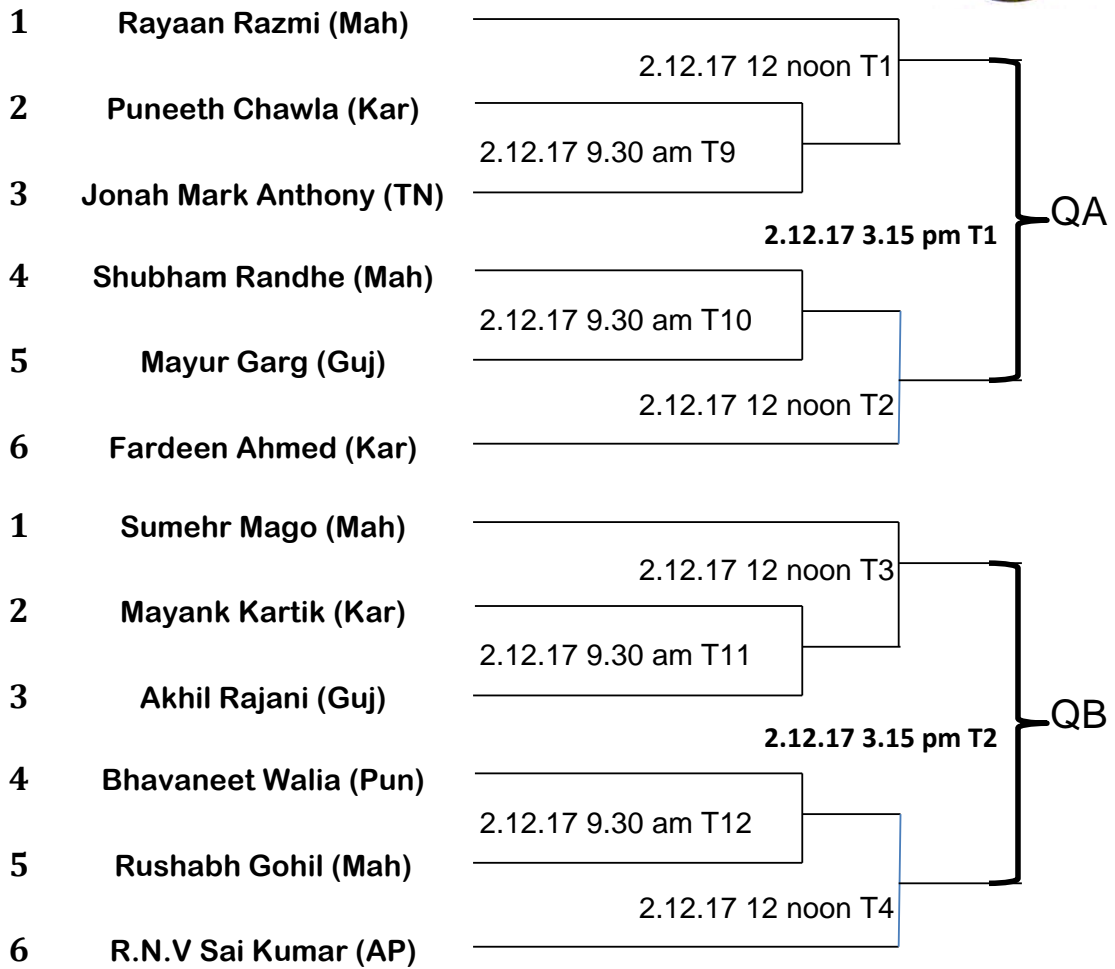 1 Rayaan Razmi (Mah)
2.12.17 12 noon T1
2 Puneeth Chawla (Kar)
2.12.17 9.30 am T9
3 Jonah Mark Anthony (TN)
QA
2.12.17 3.15 pm T1
4 Shubham Randhe (Mah)
2.12.17 9.30 am T10
5 Mayur Garg (Guj)
2.12.17 12 noon T2
6 Fardeen Ahmed (Kar)
1 Sumehr Mago (Mah)
2.12.17 12 noon T3
2 Mayank Kartik (Kar)
2.12.17 9.30 am T11
3 Akhil Rajani (Guj)
QB
2.12.17 3.15 pm T2
4 Bhavaneet Walia (Pun)
2.12.17 9.30 am T12
5 Rushabh Gohil (Mah)
2.12.17 12 noon T4
6 R.N.V Sai Kumar (AP)